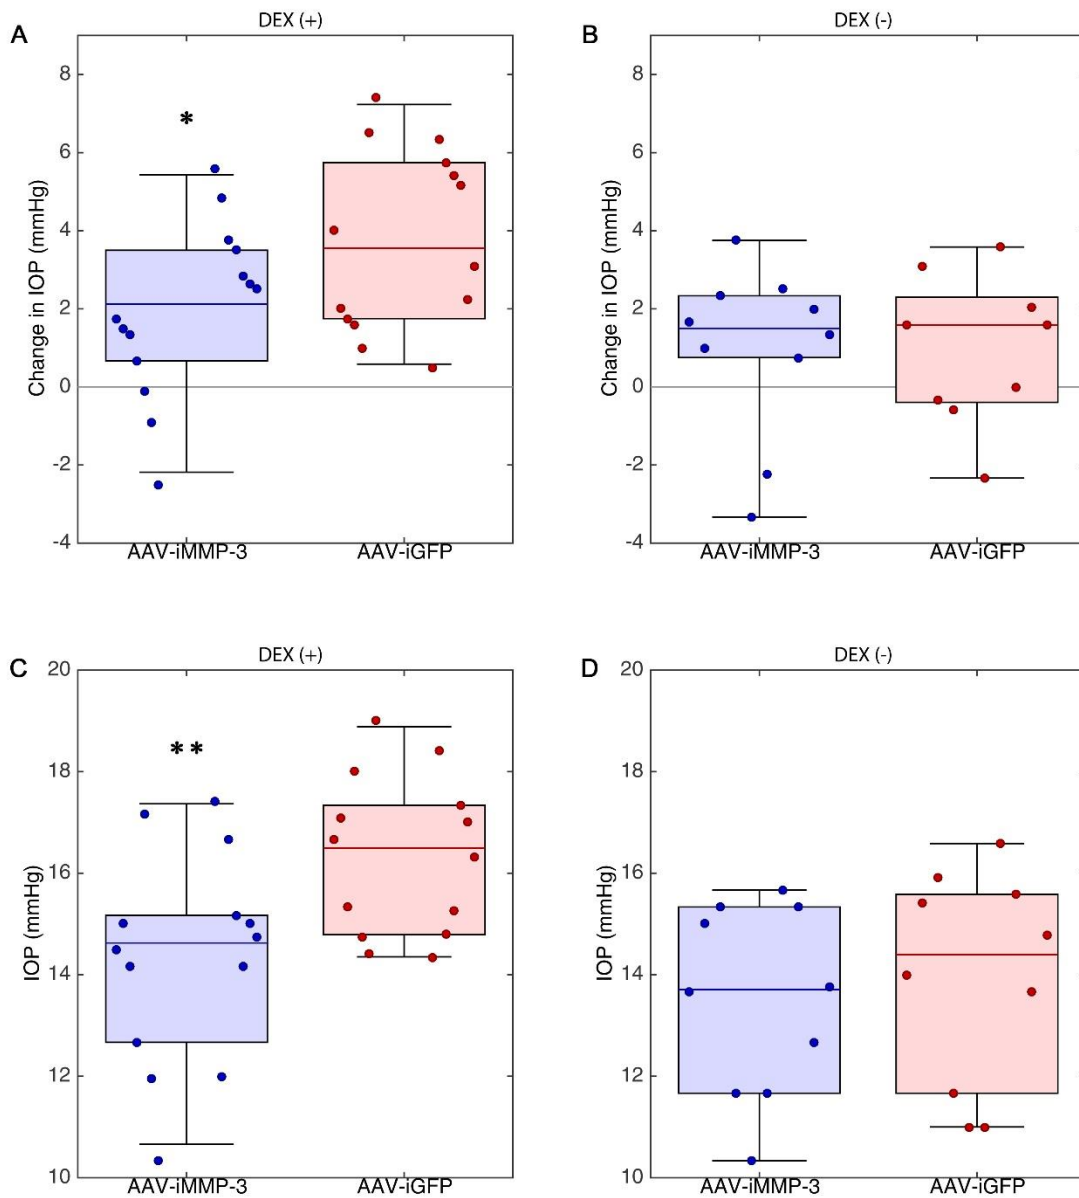 A
DEX (+)
B
DEX (-)
Change in IOP (mmHg)
8
6
4
2
0
-2
-4
*
AAV-iMMP-3
AAV-iGFP
Change in IOP (mmHg)
8
6
4
2
0
-2
-4
AAV-iMMP-3
AAV-iGFP
C
DEX (+)
D
DEX (-)
IOP (mmHg)
20
18
16
14
12
10
**
AAV-iMMP-3
AAV-iGFP
IOP (mmHg)
20
18
16
14
12
10
AAV-iMMP-3
AAV-iGFP